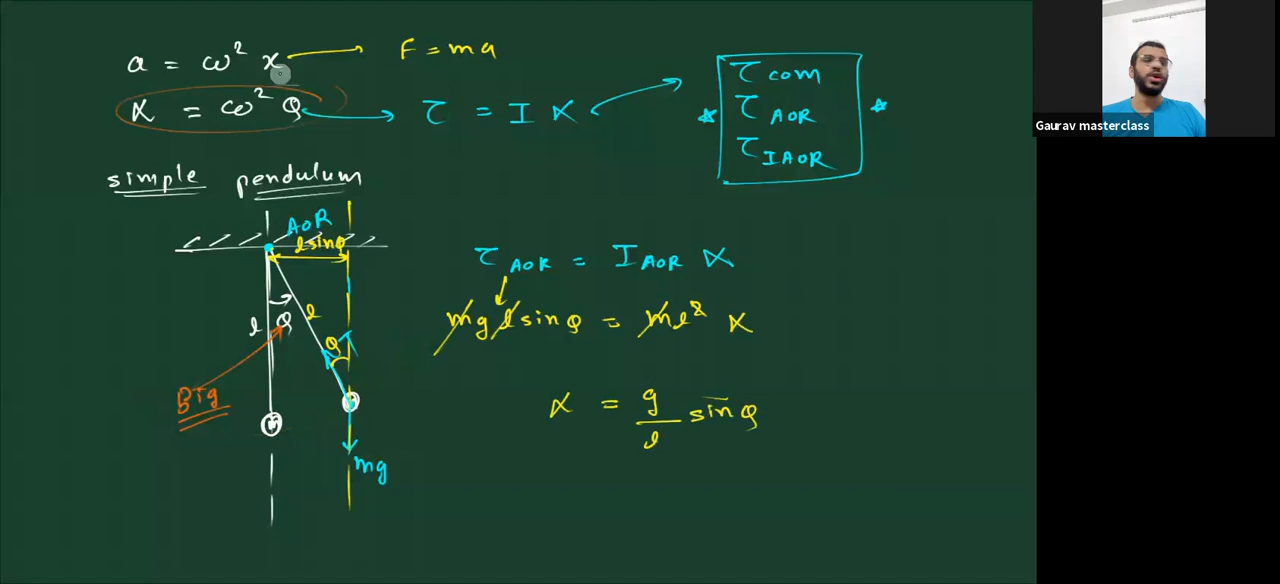 a = ω² x → F = ma
α = ω² θ → τ = I α
τ COM
* τ AOR *
τ IAOR
simple pendulum
AOR
l sinθ
τ AOR = I AOR α
mg l sinθ = ml² α
l θ l
θ T
Big
α = g/l sinθ
m
mg
Gaurav masterclass